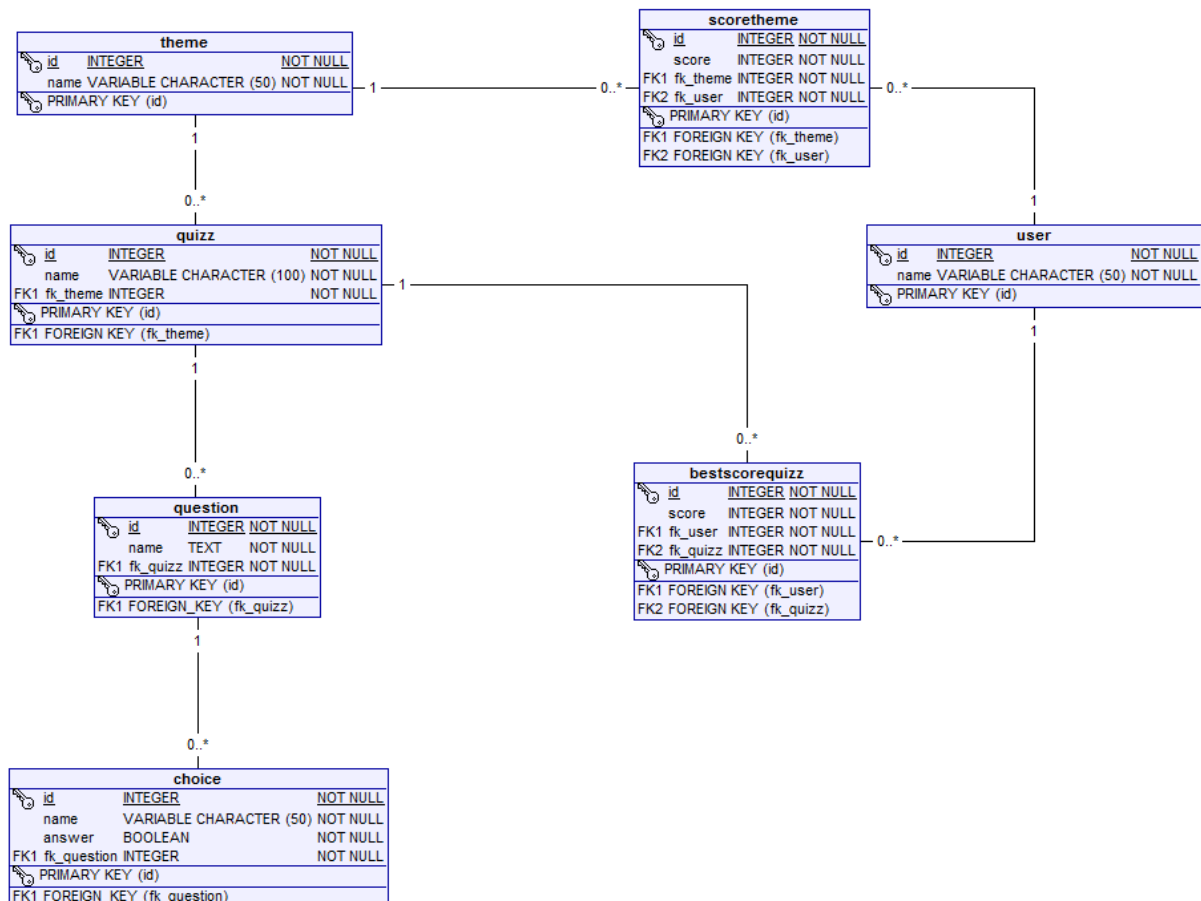 theme
id INTEGER NOT NULL
name VARIABLE CHARACTER (50) NOT NULL
PRIMARY KEY (id)
1
0..*
scoretheme
id INTEGER NOT NULL
score INTEGER NOT NULL
FK1 fk_theme INTEGER NOT NULL
FK2 fk_user INTEGER NOT NULL
PRIMARY KEY (id)
FK1 FOREIGN KEY (fk_theme)
FK2 FOREIGN KEY (fk_user)
0..*
1
1
0..*
quizz
id INTEGER NOT NULL
name VARIABLE CHARACTER (100) NOT NULL
FK1 fk_theme INTEGER NOT NULL
PRIMARY KEY (id)
FK1 FOREIGN KEY (fk_theme)
1
user
id INTEGER NOT NULL
name VARIABLE CHARACTER (50) NOT NULL
PRIMARY KEY (id)
1
1
0..*
0..*
question
id INTEGER NOT NULL
name TEXT NOT NULL
FK1 fk_quizz INTEGER NOT NULL
PRIMARY KEY (id)
FK1 FOREIGN_KEY (fk_quizz)
bestscorequizz
id INTEGER NOT NULL
score INTEGER NOT NULL
FK1 fk_user INTEGER NOT NULL
FK2 fk_quizz INTEGER NOT NULL
PRIMARY KEY (id)
FK1 FOREIGN KEY (fk_user)
FK2 FOREIGN KEY (fk_quizz)
0..*
1
0..*
choice
id INTEGER NOT NULL
name VARIABLE CHARACTER (50) NOT NULL
answer BOOLEAN NOT NULL
FK1 fk_question INTEGER NOT NULL
PRIMARY KEY (id)
FK1 FOREIGN_KEY (fk_question)